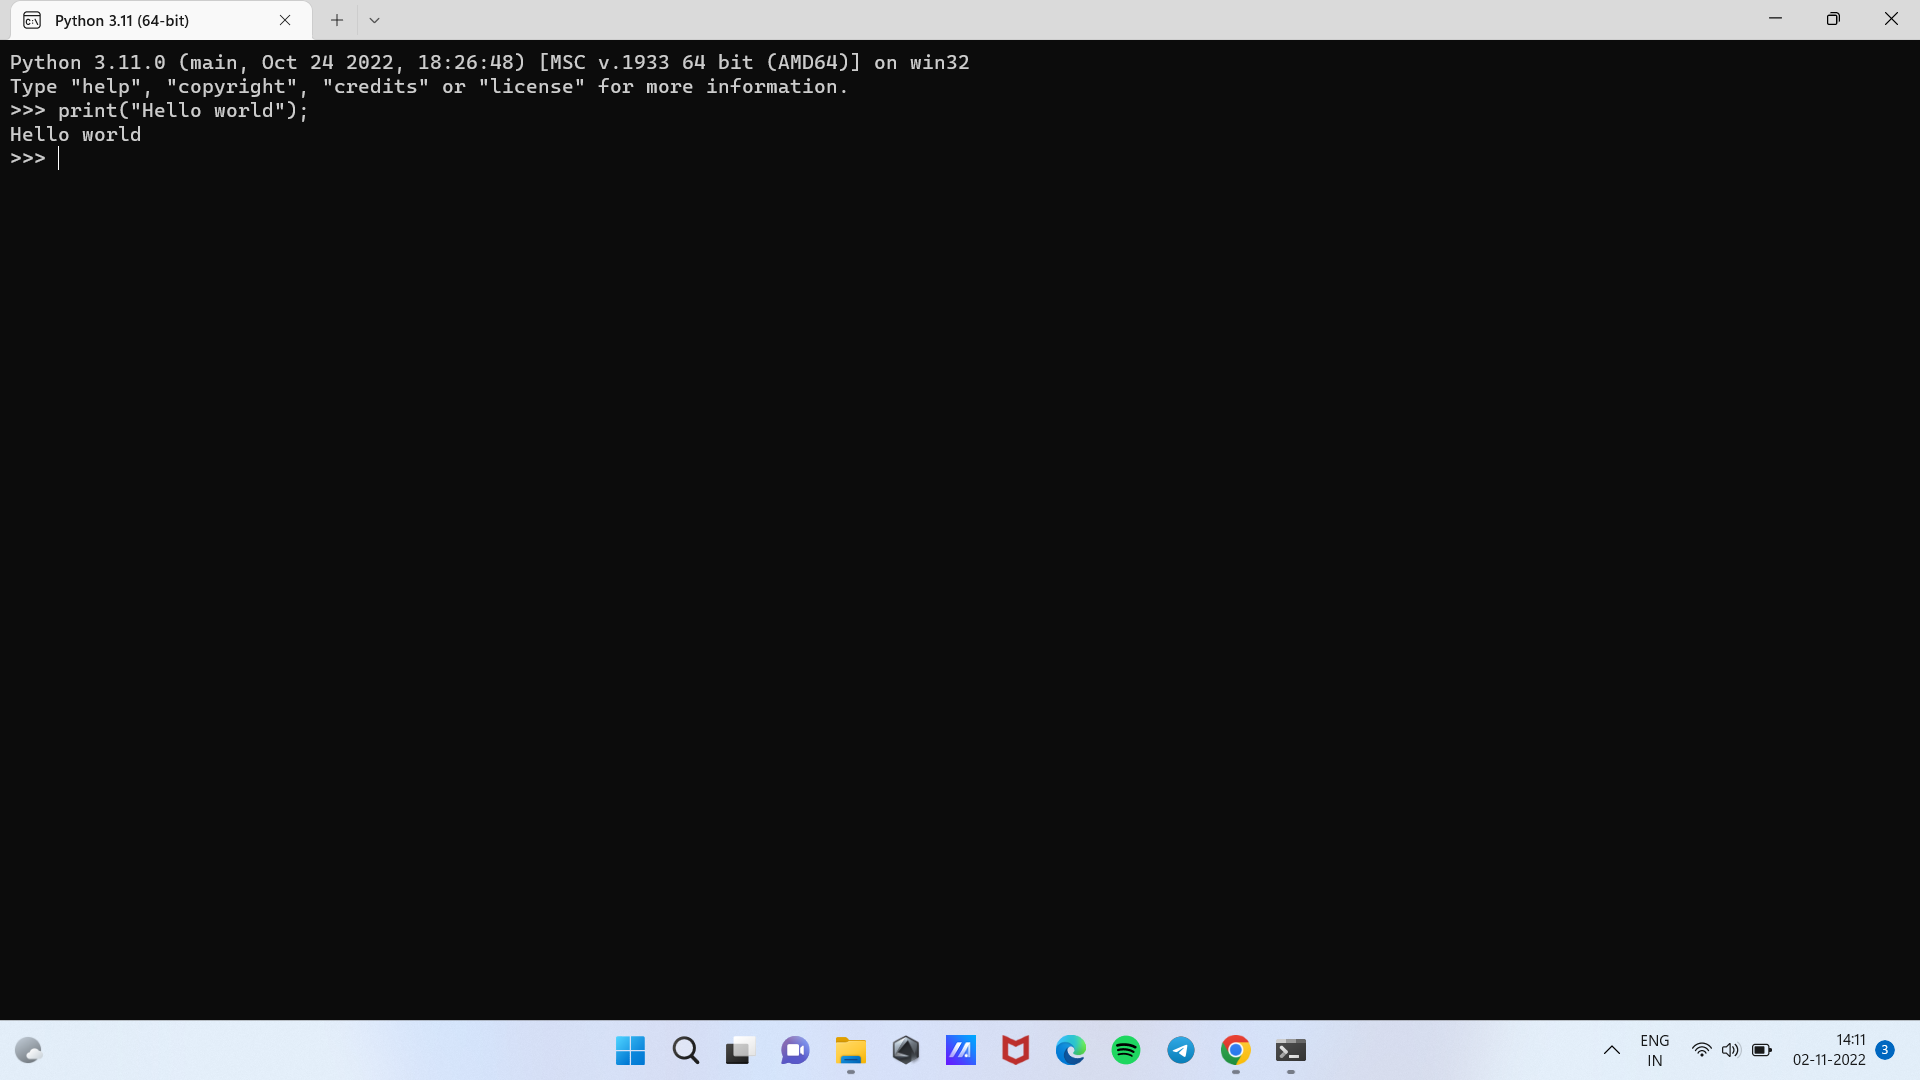 Python 3.11 (64-bit)
Python 3.11.0 (main, Oct 24 2022, 18:26:48) [MSC v.1933 64 bit (AMD64)] on win32
Type "help", "copyright", "credits" or "license" for more information.
>>> print("Hello world");
Hello world
>>>
ENG
IN
14:11
02-11-2022
3